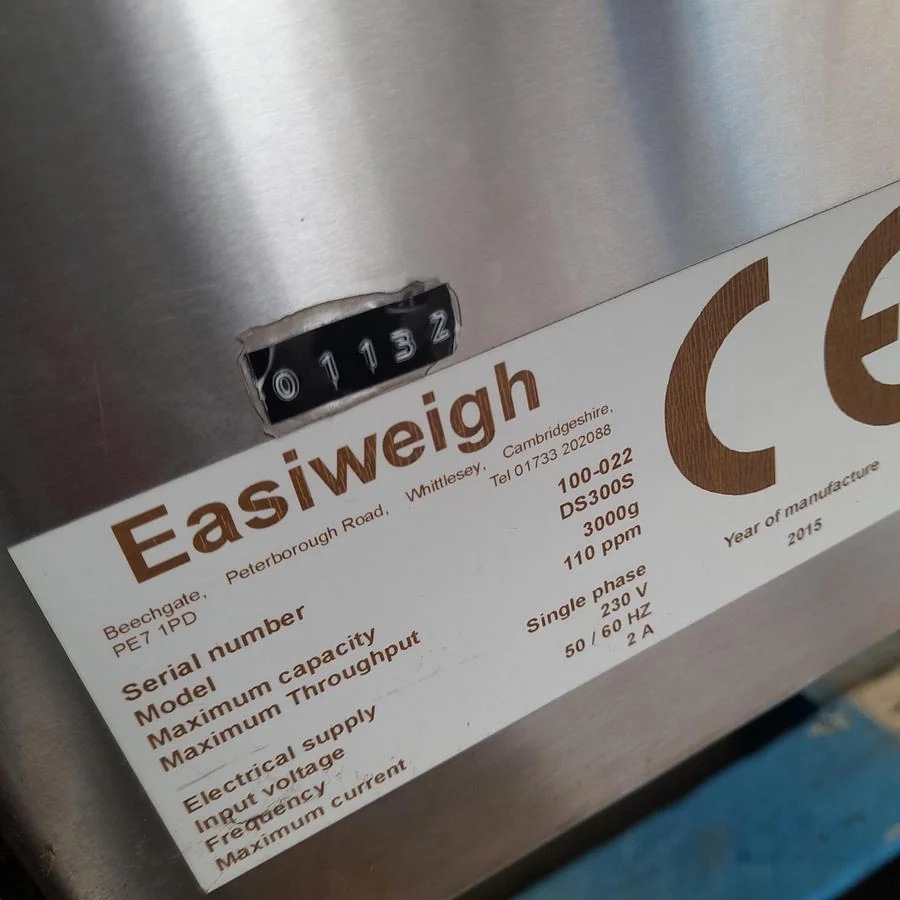 01132
Easiweigh
Beechgate, Peterborough Road, Whittlesey, Cambridgeshire,
PE7 1PD Tel 01733 202088
Serial number 100-022
Model DS300S
Maximum capacity 3000g
Maximum Throughput 110 ppm
Electrical supply Single phase
Input voltage 230 V
Frequency 50 / 60 HZ
Maximum current 2 A
CE
Year of manufacture
2015